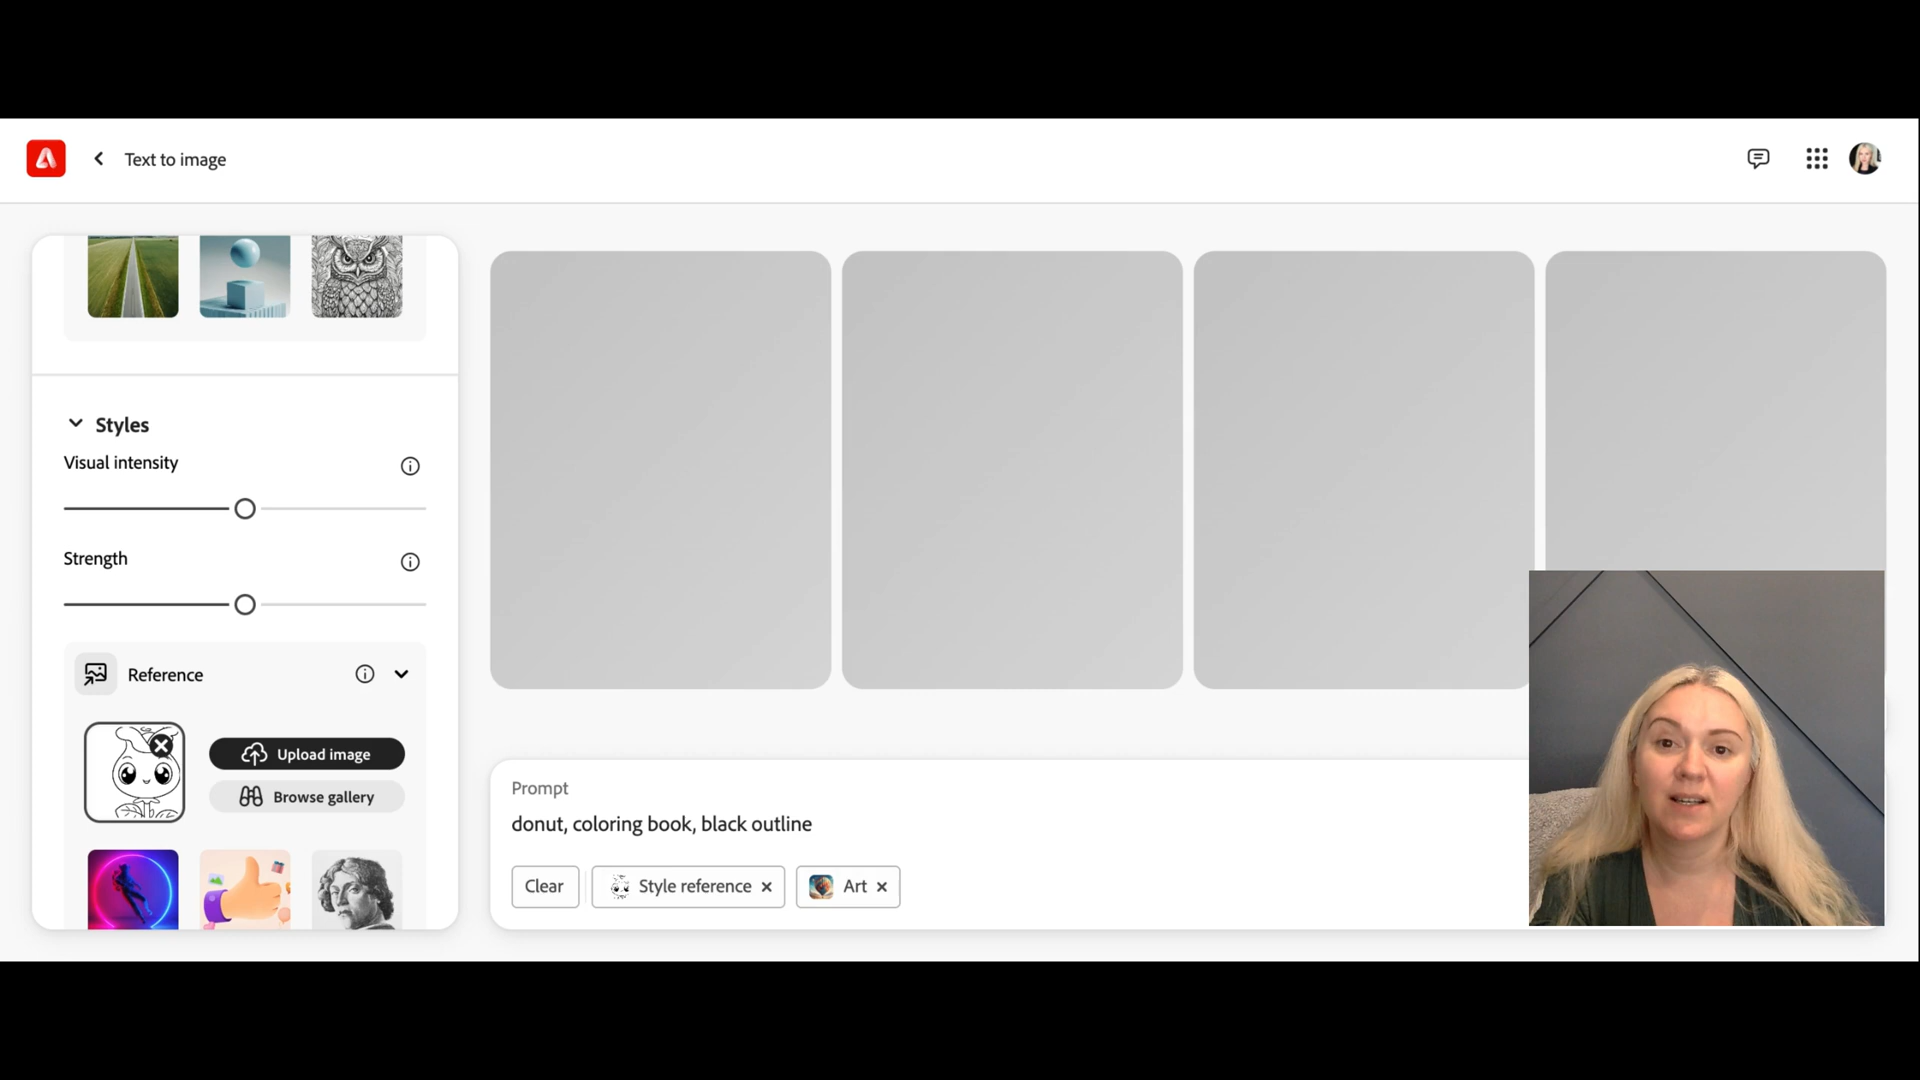 Text to image
Styles
Visual intensity
Strength
Reference
Upload image
Browse gallery
Prompt
donut, coloring book, black outline
Clear
Style reference
Art